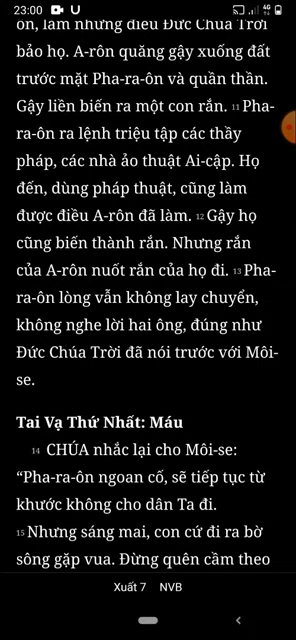 23:00
4G
ôn, làm những điều Đức Chúa Trời
bảo họ. A-rôn quăng gậy xuống đất
trước mặt Pha-ra-ôn và quần thần.
Gậy liền biến ra một con rắn. 11 Pha-
ra-ôn ra lệnh triệu tập các thầy
pháp, các nhà ảo thuật Ai-cập. Họ
đến, dùng pháp thuật, cũng làm
được điều A-rôn đã làm. 12 Gậy họ
cũng biến thành rắn. Nhưng rắn
của A-rôn nuốt rắn của họ đi. 13 Pha-
ra-ôn lòng vẫn không lay chuyển,
không nghe lời hai ông, đúng như
Đức Chúa Trời đã nói trước với Môi-
se.
Tai Vạ Thứ Nhất: Máu
14 CHÚA nhắc lại cho Môi-se:
“Pha-ra-ôn ngoan cố, sẽ tiếp tục từ
khước không cho dân Ta đi.
15 Nhưng sáng mai, con cứ đi ra bờ
sông gặp vua. Đừng quên cầm theo
Xuất 7 NVB